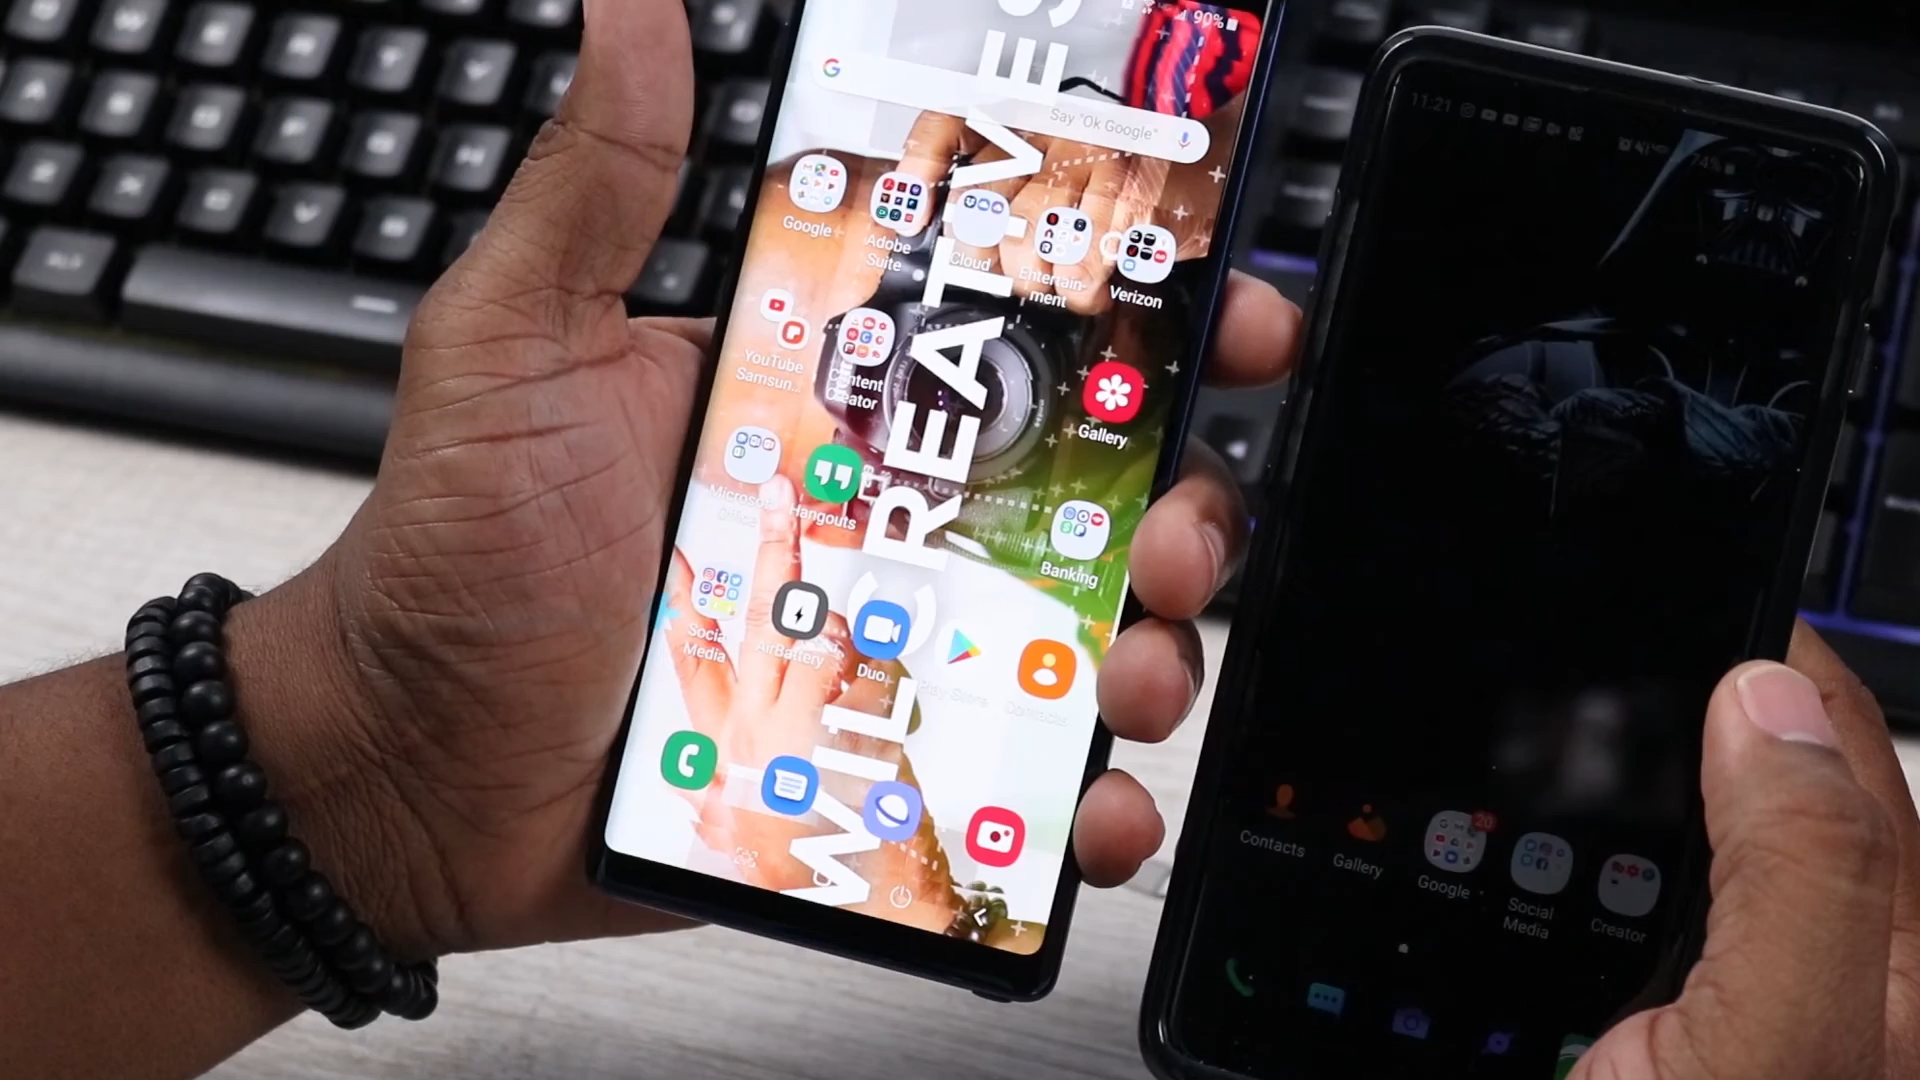 90%
Say "Ok Google"
Google
Adobe
Suite
Cloud
Entertain-
ment
Verizon
YouTube
Samsun...
Content
Creator
Gallery
Microsoft
Office
Hangouts
Banking
Social
Media
AirBattery
Duo
Play Store
Contacts
WIL CREATIVES
11:21
74%
Contacts
Gallery
20
Google
Social
Media
Creator
ALT